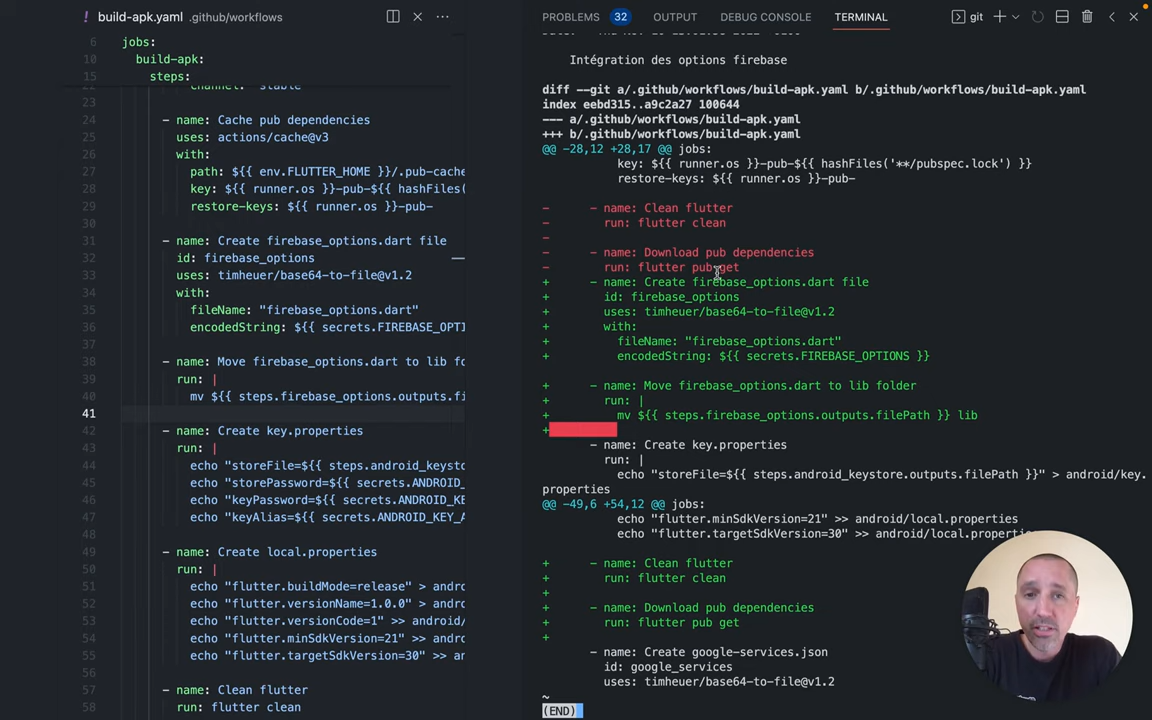 build-apk.yaml .github/workflows
6 jobs:
10 build-apk:
15 steps:
23
24 - name: Cache pub dependencies
25 uses: actions/cache@v3
26 with:
27 path: ${{ env.FLUTTER_HOME }}/.pub-cache
28 key: ${{ runner.os }}-pub-${{ hashFiles(
29 restore-keys: ${{ runner.os }}-pub-
30
31 - name: Create firebase_options.dart file
32 id: firebase_options
33 uses: timheuer/base64-to-file@v1.2
34 with:
35 fileName: "firebase_options.dart"
36 encodedString: ${{ secrets.FIREBASE_OPTI
37
38 - name: Move firebase_options.dart to lib fo
39 run: |
40 mv ${{ steps.firebase_options.outputs.fi
41
42 - name: Create key.properties
43 run: |
44 echo "storeFile=${{ steps.android_keysto
45 echo "storePassword=${{ secrets.ANDROID_
46 echo "keyPassword=${{ secrets.ANDROID_KE
47 echo "keyAlias=${{ secrets.ANDROID_KEY_A
48
49 - name: Create local.properties
50 run: |
51 echo "flutter.buildMode=release" > andro
52 echo "flutter.versionName=1.0.0" >> andr
53 echo "flutter.versionCode=1" >> android/
54 echo "flutter.minSdkVersion=21" >> andro
55 echo "flutter.targetSdkVersion=30" >> an
56
57 - name: Clean flutter
58 run: flutter clean
PROBLEMS 32 OUTPUT DEBUG CONSOLE TERMINAL git
Intégration des options firebase
diff --git a/.github/workflows/build-apk.yaml b/.github/workflows/build-apk.yaml
index eebd315..a9c2a27 100644
--- a/.github/workflows/build-apk.yaml
+++ b/.github/workflows/build-apk.yaml
@@ -28,12 +28,17 @@ jobs:
key: ${{ runner.os }}-pub-${{ hashFiles('**/pubspec.lock') }}
restore-keys: ${{ runner.os }}-pub-
- - name: Clean flutter
- run: flutter clean
-
- - name: Download pub dependencies
- run: flutter pub get
+ - name: Create firebase_options.dart file
+ id: firebase_options
+ uses: timheuer/base64-to-file@v1.2
+ with:
+ fileName: "firebase_options.dart"
+ encodedString: ${{ secrets.FIREBASE_OPTIONS }}
+ - name: Move firebase_options.dart to lib folder
+ run: |
+ mv ${{ steps.firebase_options.outputs.filePath }} lib
+
- name: Create key.properties
run: |
echo "storeFile=${{ steps.android_keystore.outputs.filePath }}" > android/key.
properties
@@ -49,6 +54,12 @@ jobs:
echo "flutter.minSdkVersion=21" >> android/local.properties
echo "flutter.targetSdkVersion=30" >> android/local.properti
+ - name: Clean flutter
+ run: flutter clean
+
+ - name: Download pub dependencies
+ run: flutter pub get
+
- name: Create google-services.json
id: google_services
uses: timheuer/base64-to-file@v1.2
~
(END)